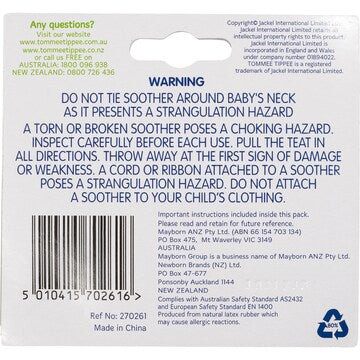 Any questions?
Visit our website at
www.tommeetippee.co.nz
or call us on FREE on
AUSTRALIA: 1800 096 938
NEW ZEALAND: 0800 726 436
Copyright© Jackel International Limited
Jackel International Limited retain all
intellectual property rights to this product.
Jackel International Limited is registered
in England and Wales
under company number 01894022.
TOMMEE TIPPEE is a registered
trademark of Jackel International Ltd.
WARNING
DO NOT TIE SOOTHER AROUND BABY'S NECK
AS IT PRESENTS A STRANGULATION HAZARD
A TORN OR BROKEN SOOTHER POSES A CHOKING HAZARD.
INSPECT CAREFULLY BEFORE EACH USE. PULL THE TEAT IN
ALL DIRECTIONS. THROW AWAY AT THE FIRST SIGN OF DAMAGE
OR WEAKNESS. A CORD OR RIBBON ATTACHED TO A SOOTHER
POSES A STRANGULATION HAZARD. DO NOT ATTACH
A SOOTHER TO YOUR CHILD'S CLOTHING.
Important instructions included inside this pack.
Please read and retain for future reference.
Mayborn ANZ Pty Ltd. (ABN 66 154 703 134)
PO Box 475, Mt Waverley VIC 3149
AUSTRALIA
Mayborn Group is a business name of Mayborn ANZ Pty Ltd.
Newborn Brands (NZ) Ltd.
PO Box 47-677
Ponsonby Auckland 1144
NEW ZEALAND
Complies with Australian Safety Standard AS2432
and European Standard EN 1400
Produced from natural latex rubber which
may cause allergic reactions.
5 010415 702616 >
Ref No: 270261
Made in China
BOX